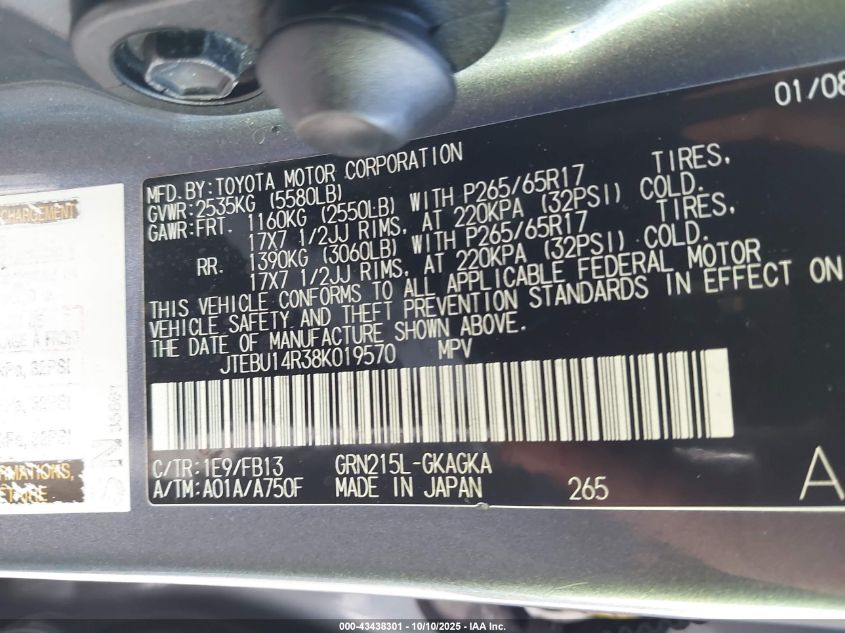 01/08
MFD. BY: TOYOTA MOTOR CORPORATION
GVWR: 2535KG (5580LB)
GAWR: FRT. 1160KG (2550LB) WITH P265/65R17 TIRES,
17X7 1/2JJ RIMS, AT 220KPA (32PSI) COLD.
RR. 1390KG (3060LB) WITH P265/65R17 TIRES,
17X7 1/2JJ RIMS, AT 220KPA (32PSI) COLD.
THIS VEHICLE CONFORMS TO ALL APPLICABLE FEDERAL MOTOR
VEHICLE SAFETY AND THEFT PREVENTION STANDARDS IN EFFECT ON
THE DATE OF MANUFACTURE SHOWN ABOVE.
JTEBU14R38K019570 MPV
C/TR: 1E9/FB13 GRN215L-GKAGKA
A/TM: A01A/A750F MADE IN JAPAN 265 A
CHARGEMENT
000-43438301 - 10/10/2025 - IAA Inc.